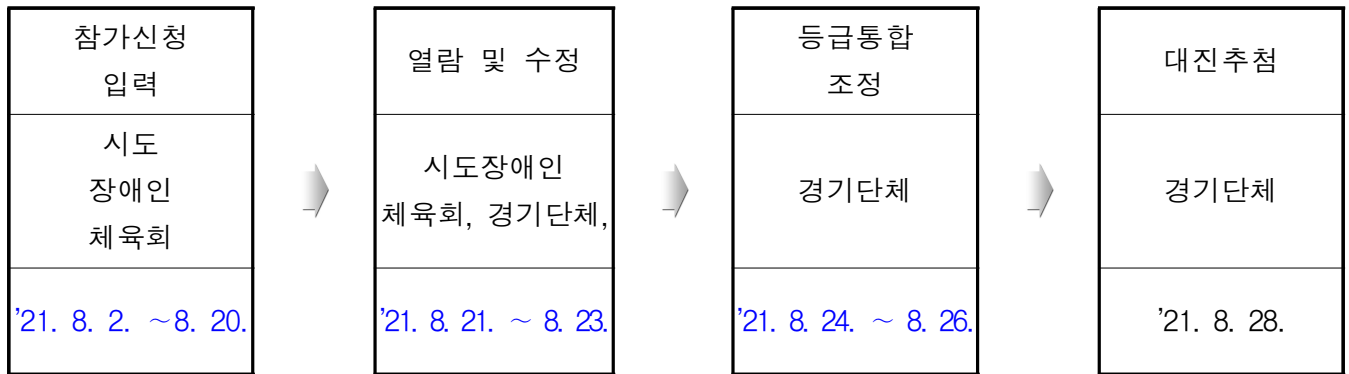 참가신청
입력
시도
장애인
체육회
'21. 8. 2. ～8. 20.
열람 및 수정
시도장애인
체육회, 경기단체,
'21. 8. 21. ～ 8. 23.
등급통합
조정
경기단체
'21. 8. 24. ～ 8. 26.
대진추첨
경기단체
'21. 8. 28.